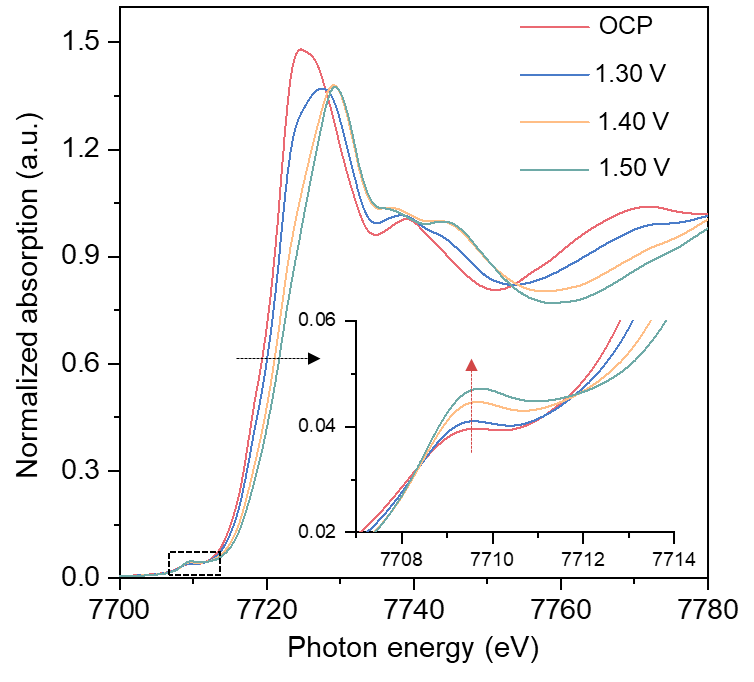 OCP
1.30 V
1.40 V
1.50 V
1.5
1.2
0.9
0.6
0.3
0.0
Normalized absorption (a.u.)
0.06
0.04
0.02
7708 7710 7712 7714
7700 7720 7740 7760 7780
Photon energy (eV)